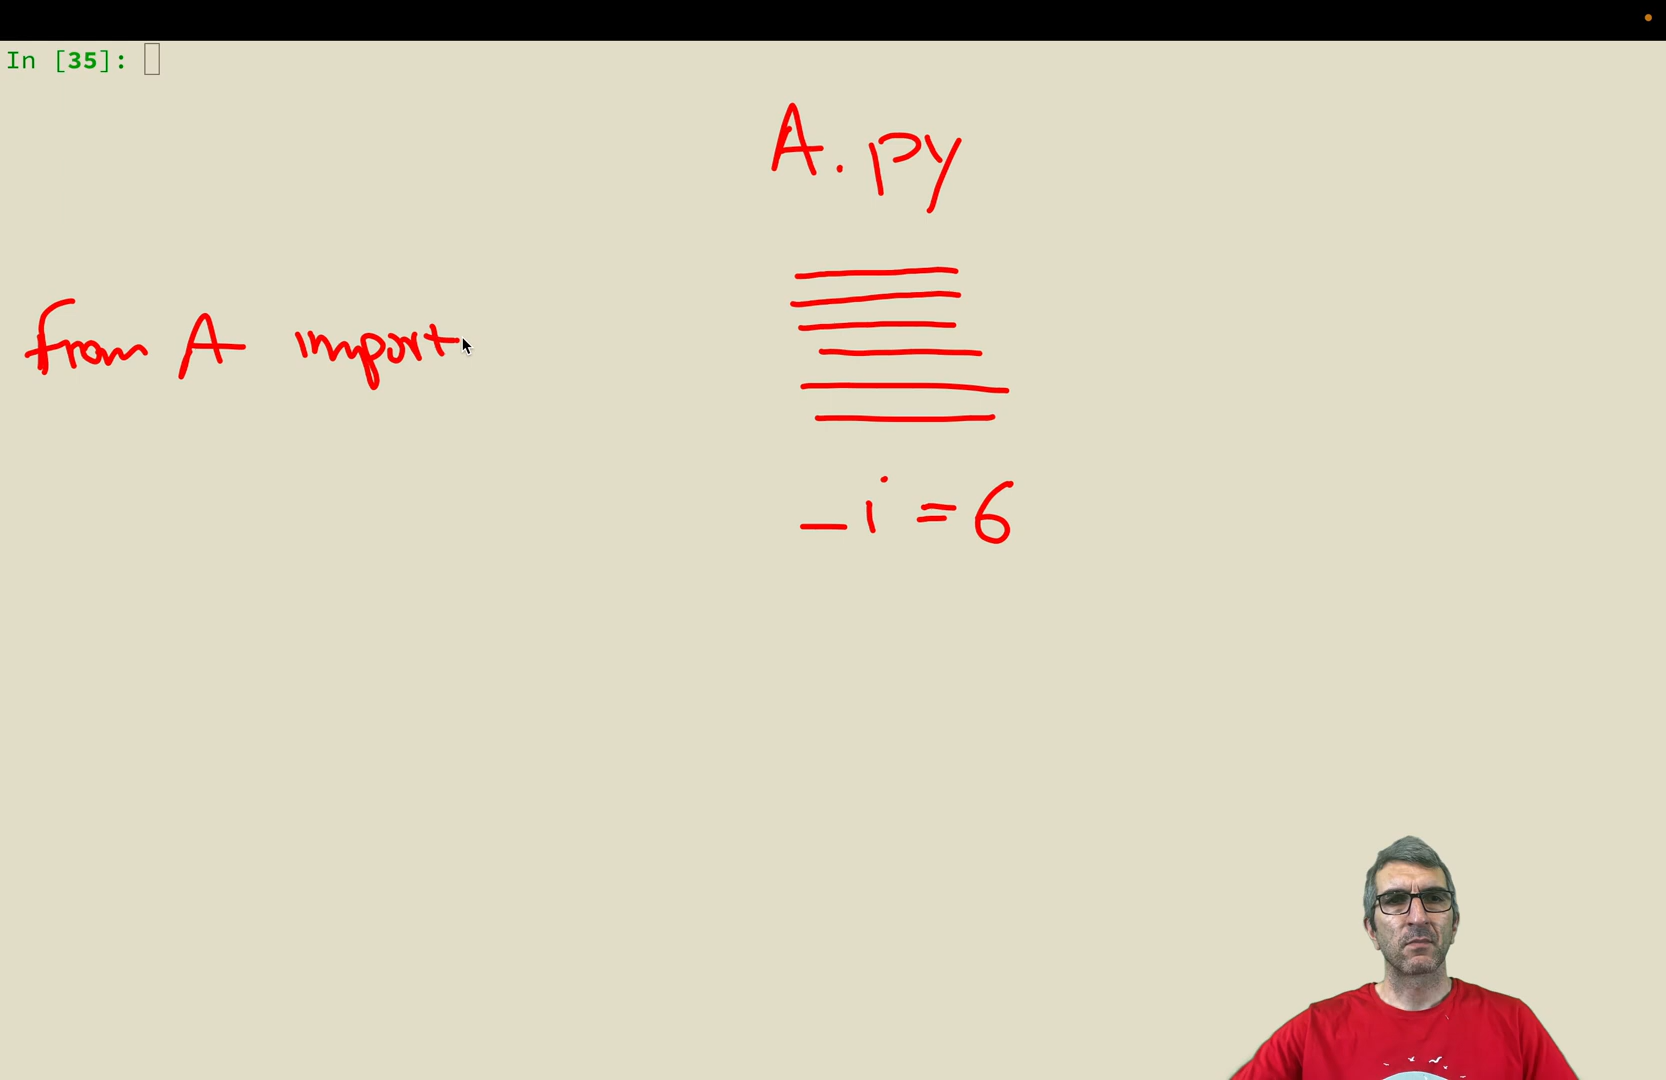 In [35]:
A.py
from A import
_i = 6